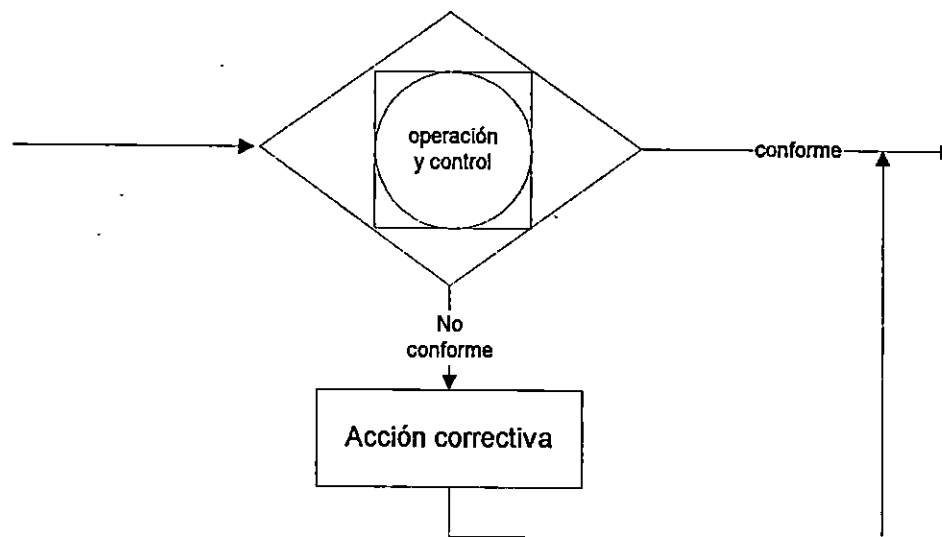 operación
y control
conforme
No
conforme
Acción correctiva